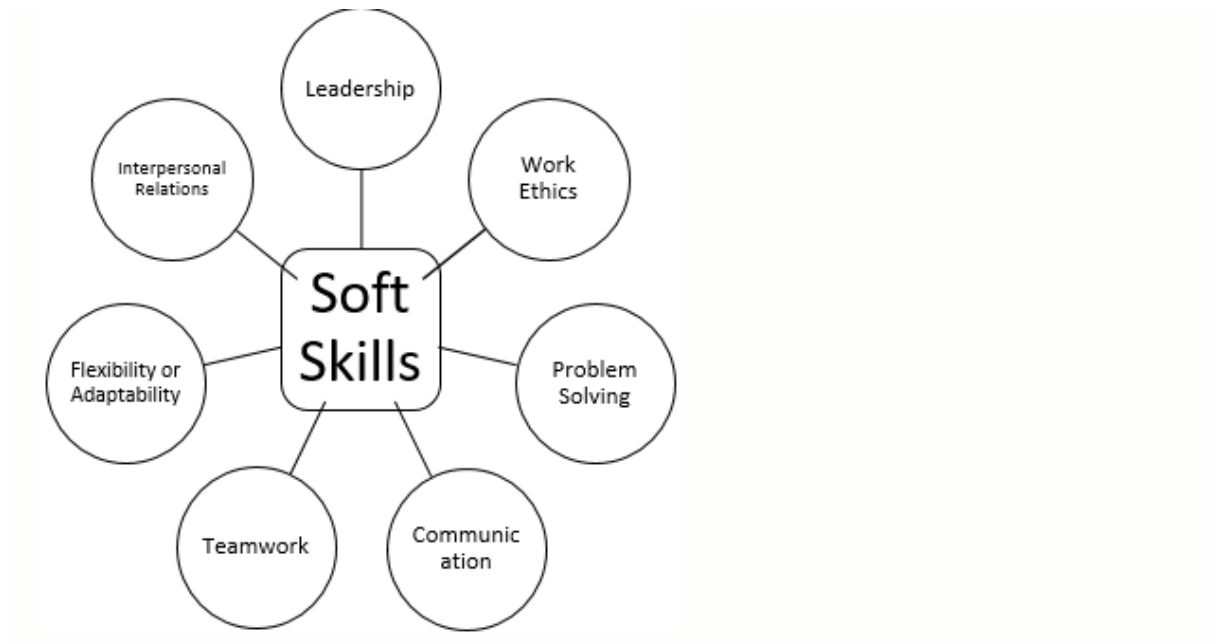 Leadership
Interpersonal
Relations
Work
Ethics
Soft
Skills
Flexibility or
Adaptability
Problem
Solving
Teamwork
Communic
ation